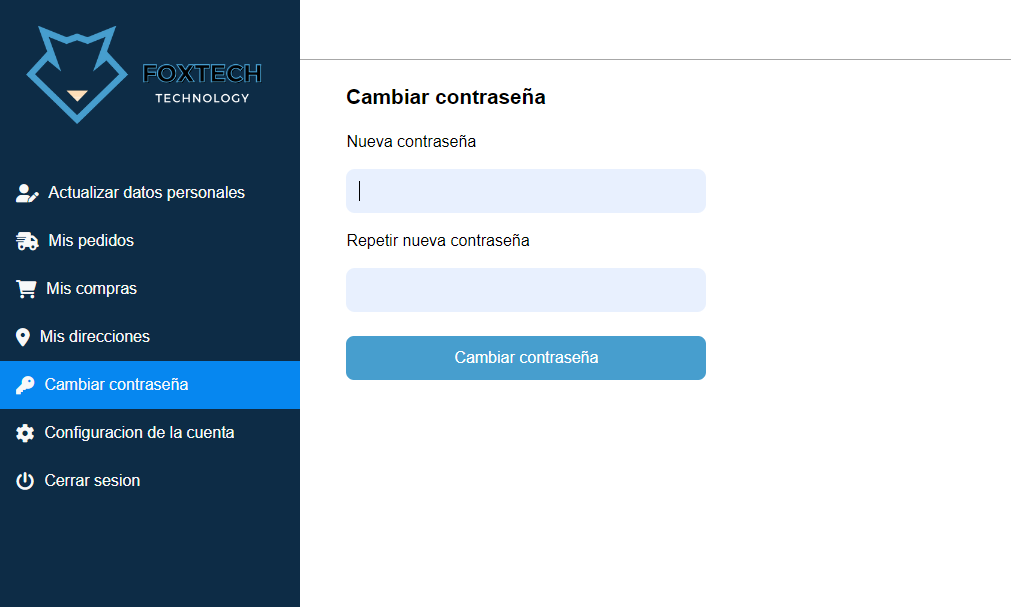 FOXTECH
TECHNOLOGY
Actualizar datos personales
Mis pedidos
Mis compras
Mis direcciones
Cambiar contraseña
Configuracion de la cuenta
Cerrar sesion
Cambiar contraseña
Nueva contraseña
Repetir nueva contraseña
Cambiar contraseña